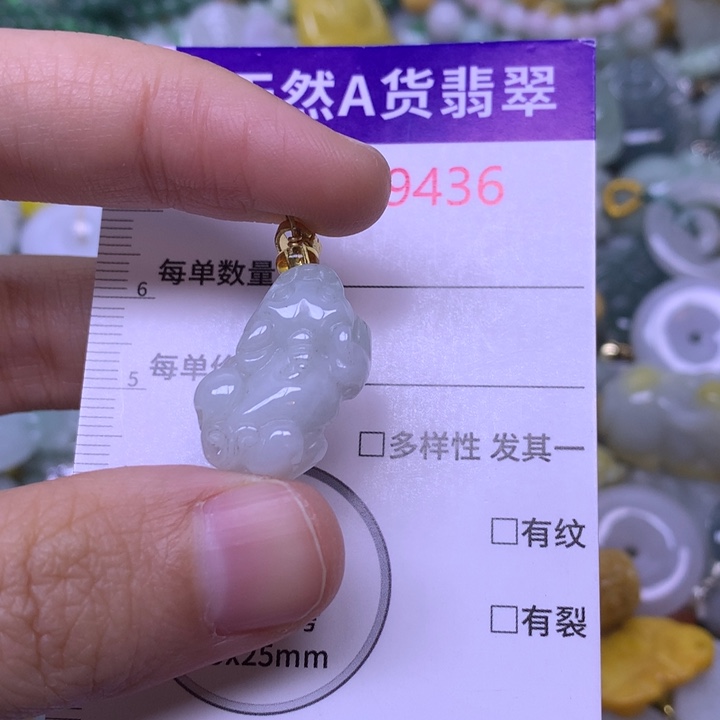 然A货翡翠
9436
每单数量
6
每单
5
□多样性 发其一
□有纹
□有裂
x25mm